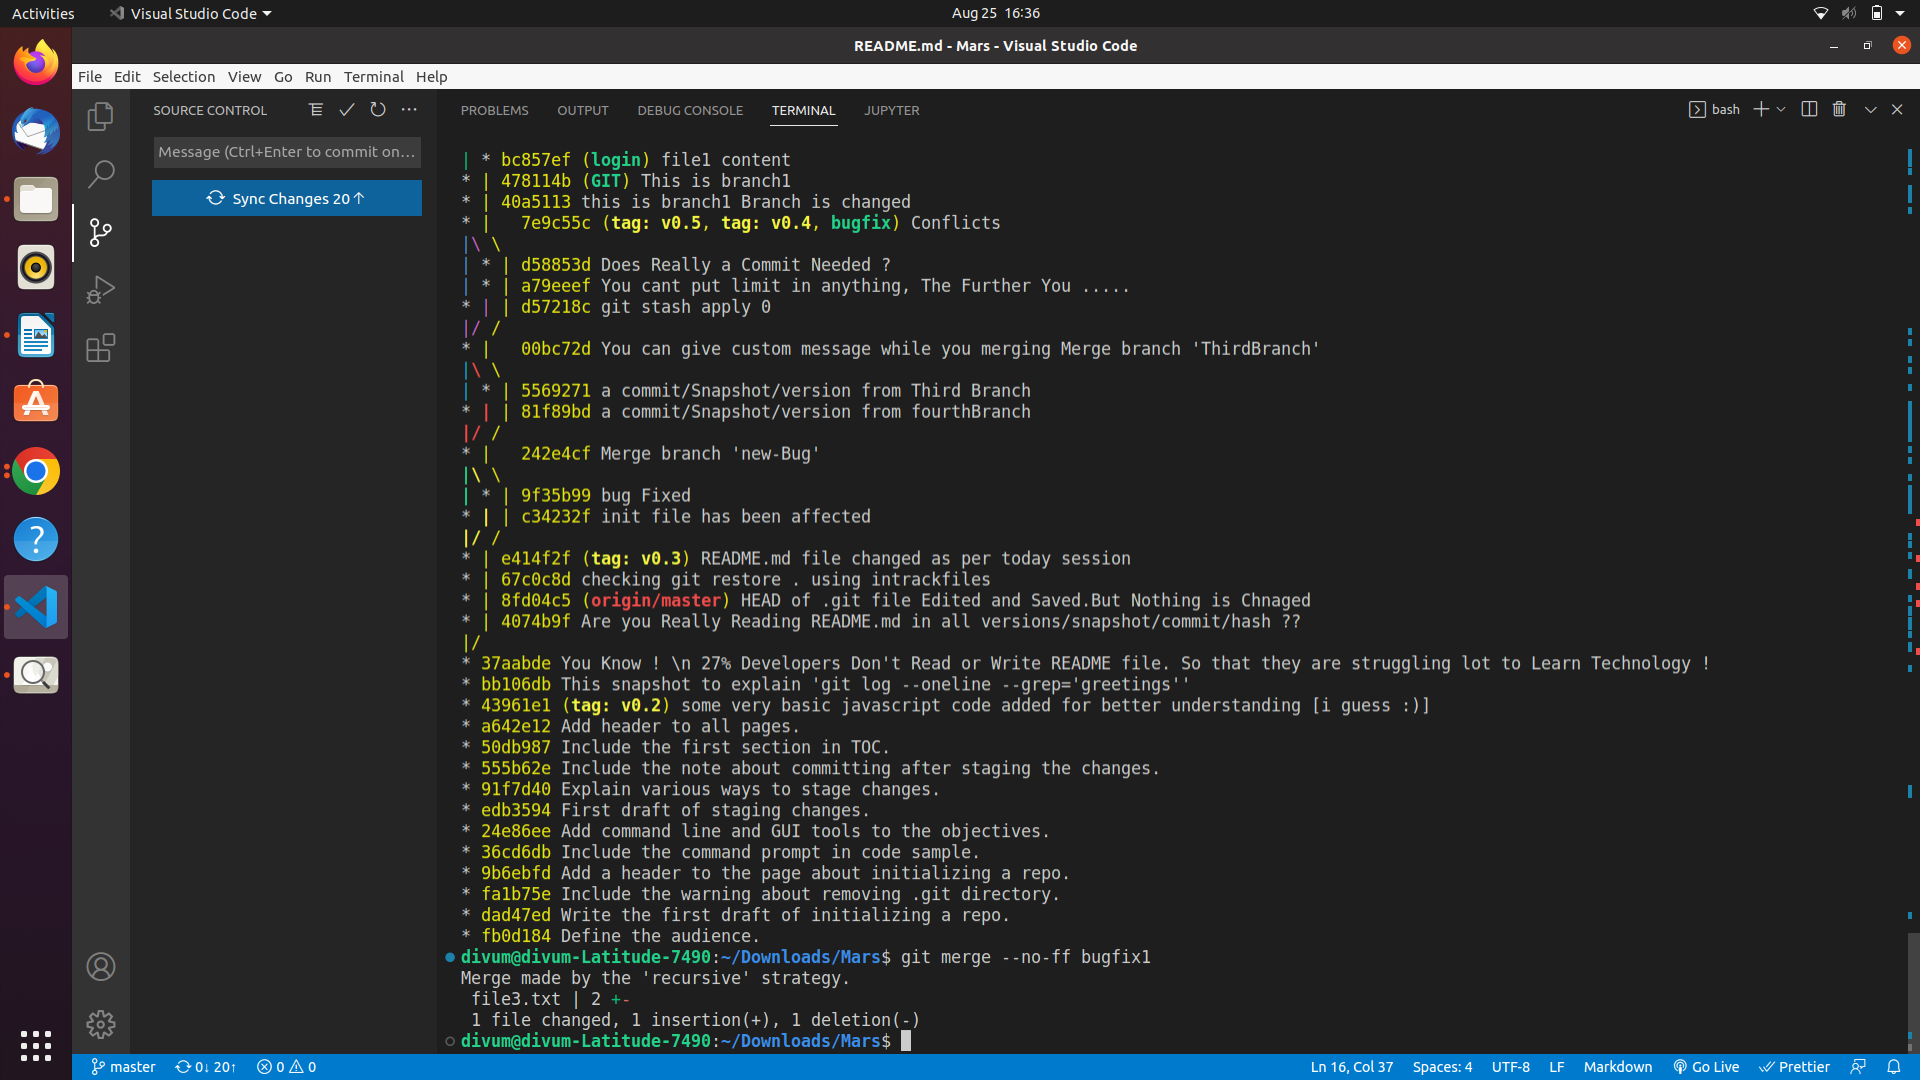 Activities
Visual Studio Code
Aug 25 16:36
README.md - Mars - Visual Studio Code
File Edit Selection View Go Run Terminal Help
SOURCE CONTROL
Message (Ctrl+Enter to commit on...
Sync Changes 20↑
PROBLEMS OUTPUT DEBUG CONSOLE TERMINAL JUPYTER
bash
| * bc857ef (login) file1 content
* | 478114b (GIT) This is branch1
* | 40a5113 this is branch1 Branch is changed
* |   7e9c55c (tag: v0.5, tag: v0.4, bugfix) Conflicts
|\ \
| * | d58853d Does Really a Commit Needed ?
| * | a79eeef You cant put limit in anything, The Further You .....
* | | d57218c git stash apply 0
|/ /
* |   00bc72d You can give custom message while you merging Merge branch 'ThirdBranch'
|\ \
| * | 5569271 a commit/Snapshot/version from Third Branch
* | | 81f89bd a commit/Snapshot/version from fourthBranch
|/ /
* |   242e4cf Merge branch 'new-Bug'
|\ \
| * | 9f35b99 bug Fixed
* | | c34232f init file has been affected
|/ /
* | e414f2f (tag: v0.3) README.md file changed as per today session
* | 67c0c8d checking git restore . using intrackfiles
* | 8fd04c5 (origin/master) HEAD of .git file Edited and Saved.But Nothing is Chnaged
* | 4074b9f Are you Really Reading README.md in all versions/snapshot/commit/hash ??
|/
* 37aabde You Know ! \n 27% Developers Don't Read or Write README file. So that they are struggling lot to Learn Technology !
* bb106db This snapshot to explain 'git log --oneline --grep='greetings''
* 43961e1 (tag: v0.2) some very basic javascript code added for better understanding [i guess :)]
* a642e12 Add header to all pages.
* 50db987 Include the first section in TOC.
* 555b62e Include the note about committing after staging the changes.
* 91f7d40 Explain various ways to stage changes.
* edb3594 First draft of staging changes.
* 24e86ee Add command line and GUI tools to the objectives.
* 36cd6db Include the command prompt in code sample.
* 9b6ebfd Add a header to the page about initializing a repo.
* fa1b75e Include the warning about removing .git directory.
* dad47ed Write the first draft of initializing a repo.
* fb0d184 Define the audience.
divum@divum-Latitude-7490:~/Downloads/Mars$ git merge --no-ff bugfix1
Merge made by the 'recursive' strategy.
 file3.txt | 2 +-
 1 file changed, 1 insertion(+), 1 deletion(-)
divum@divum-Latitude-7490:~/Downloads/Mars$
master 0↓ 20↑ 0 0 Ln 16, Col 37 Spaces: 4 UTF-8 LF Markdown Go Live Prettier